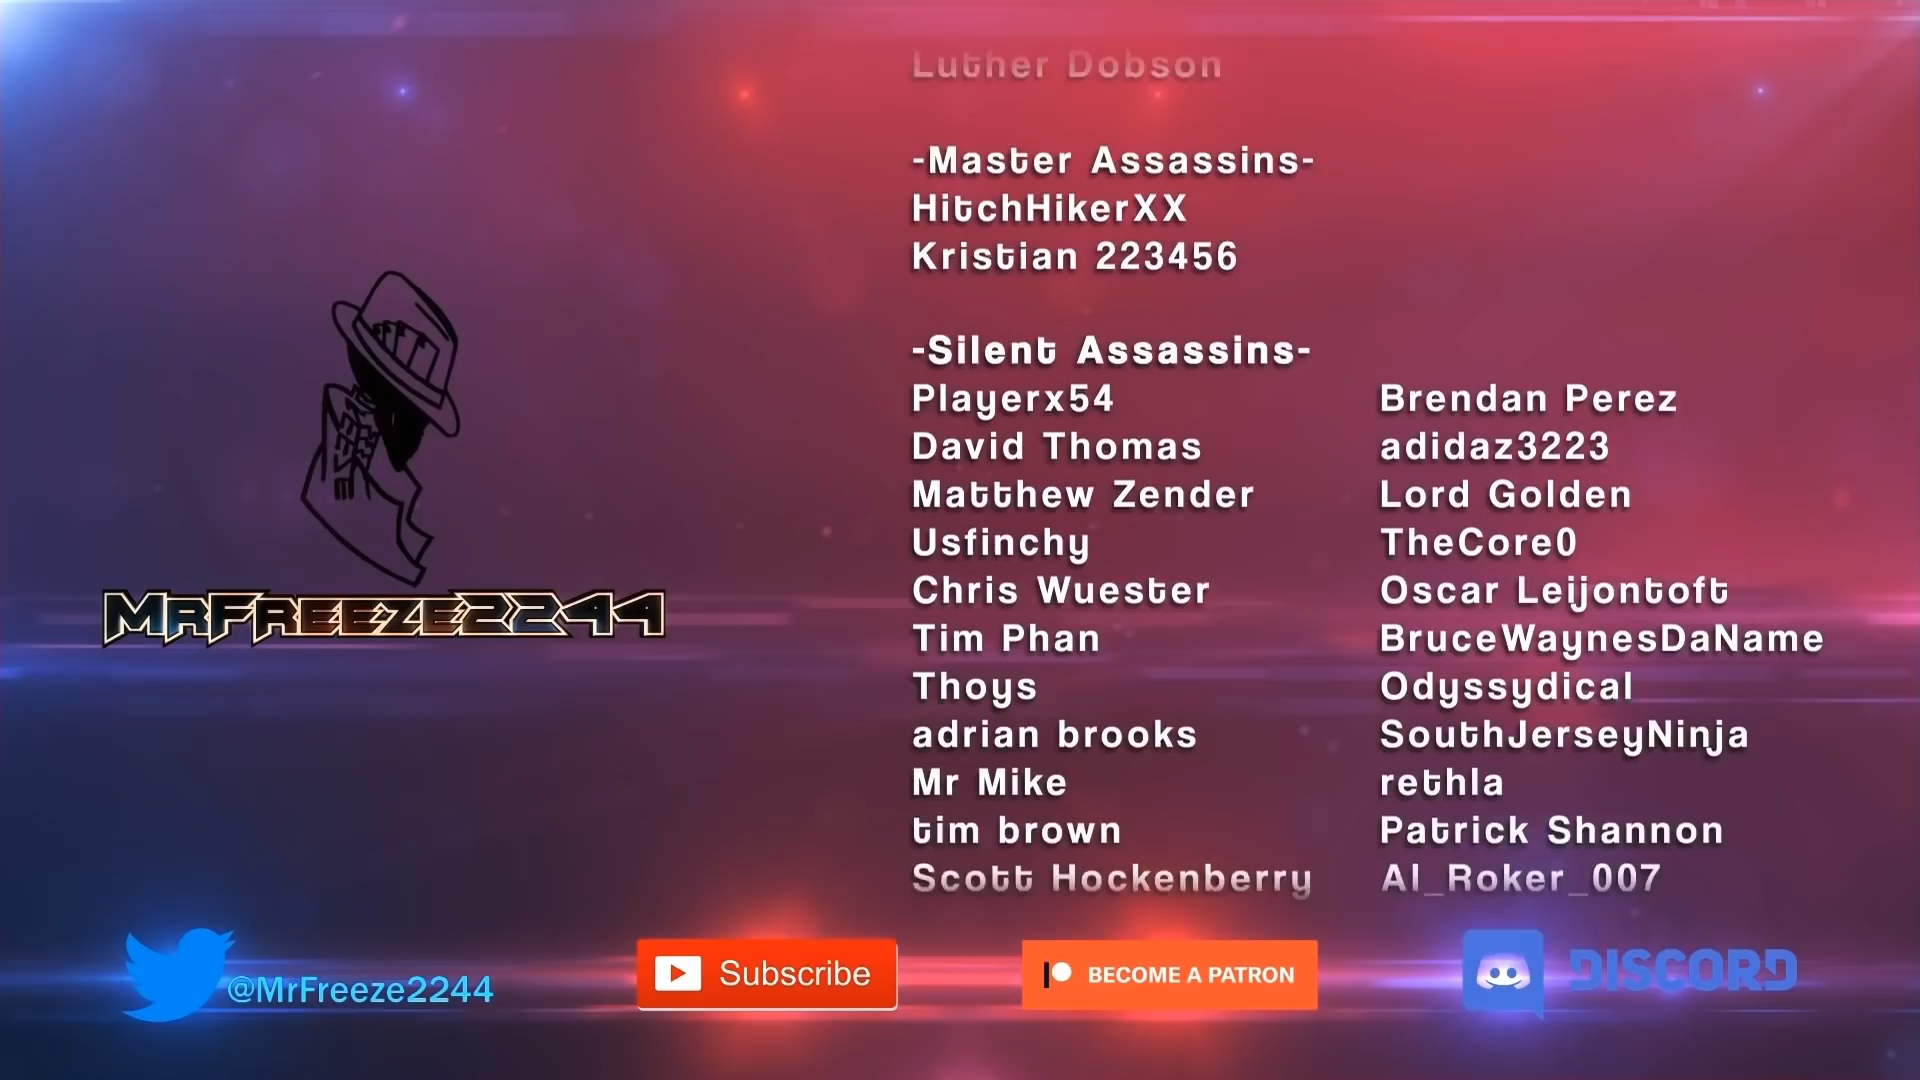 Luther Dobson
-Master Assassins-
HitchHikerXX
Kristian 223456
-Silent Assassins-
Playerx54
David Thomas
Matthew Zender
Usfinchy
Chris Wuester
Tim Phan
Thoys
adrian brooks
Mr Mike
tim brown
Scott Hockenberry
Brendan Perez
adidaz3223
Lord Golden
TheCore0
Oscar Leijontoft
BruceWaynesDaName
Odyssydical
SouthJerseyNinja
rethla
Patrick Shannon
Al_Roker_007
MrFreeze2244
@MrFreeze2244
Subscribe
BECOME A PATRON
DISCORD